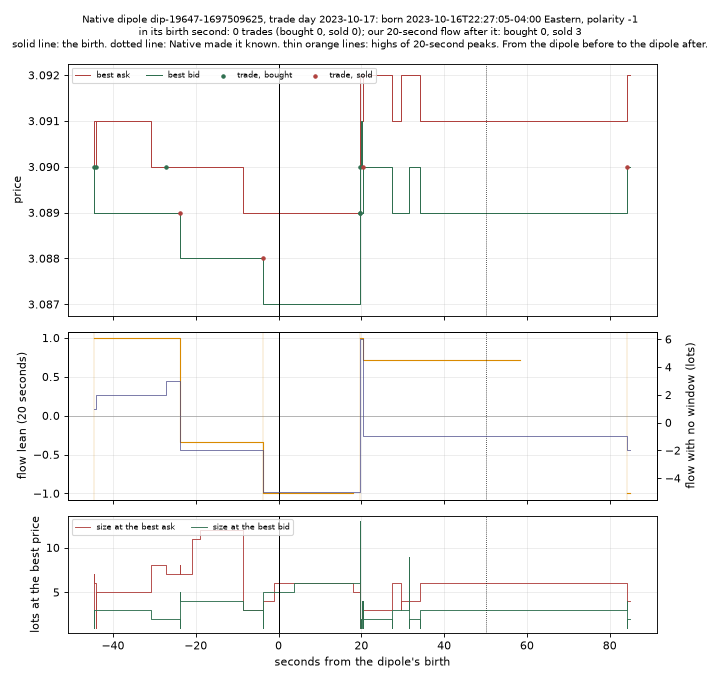 Native dipole dip-19647-1697509625, trade day 2023-10-17: born 2023-10-16T22:27:05-04:00 Eastern, polarity -1
in its birth second: 0 trades (bought 0, sold 0); our 20-second flow after it: bought 0, sold 3
solid line: the birth. dotted line: Native made it known. thin orange lines: highs of 20-second peaks. From the dipole before to the dipole after.
best ask
best bid
trade, bought
trade, sold
3.092
3.091
3.090
3.089
3.088
3.087
price
1.0
0.5
0.0
−0.5
−1.0
flow lean (20 seconds)
6
4
2
0
−2
−4
flow with no window (lots)
size at the best ask
size at the best bid
10
5
lots at the best price
−40
−20
0
20
40
60
80
seconds from the dipole's birth